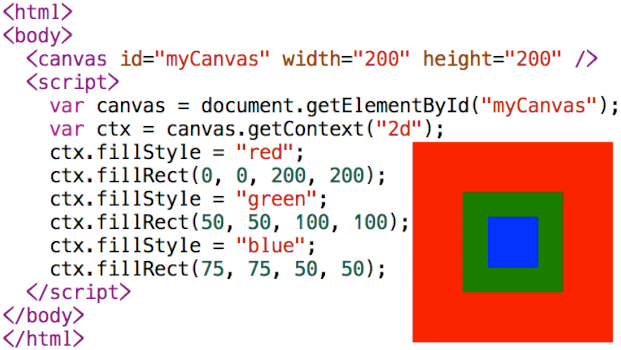 <html>
<body>
  <canvas id="myCanvas" width="200" height="200" />
  <script>
    var canvas = document.getElementById("myCanvas");
    var ctx = canvas.getContext("2d");
    ctx.fillStyle = "red";
    ctx.fillRect(0, 0, 200, 200);
    ctx.fillStyle = "green";
    ctx.fillRect(50, 50, 100, 100);
    ctx.fillStyle = "blue";
    ctx.fillRect(75, 75, 50, 50);
  </script>
</body>
</html>